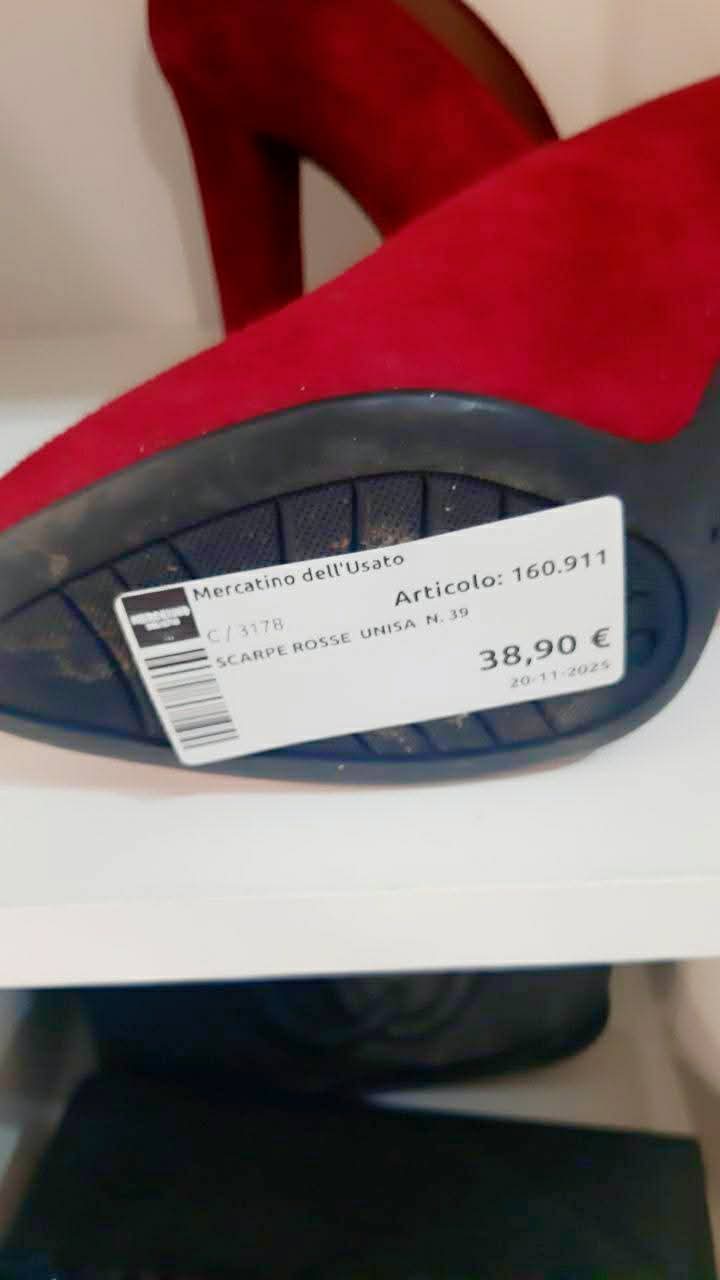 Mercatino dell'Usato
Articolo: 160.911
C/3178
SCARPE ROSSE UNISA N. 39
38,90 €
20-11-2025